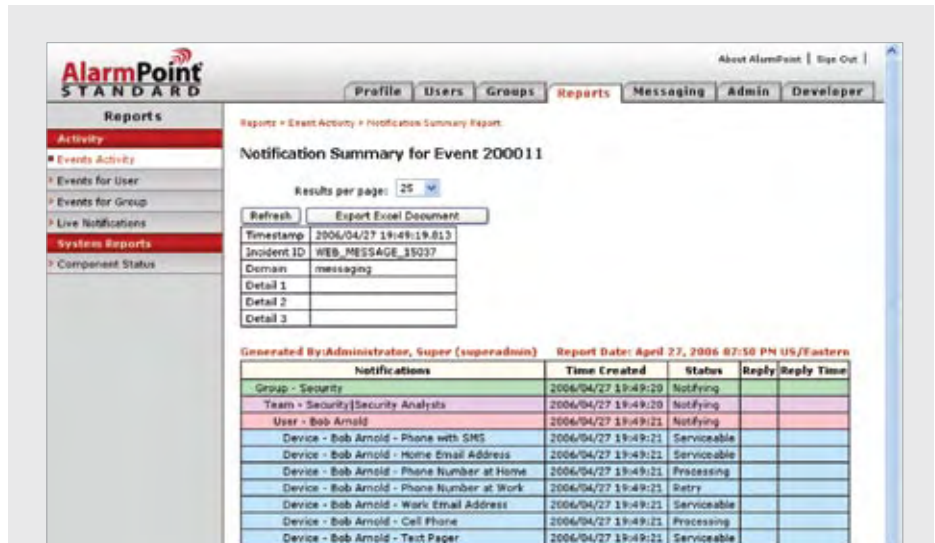 AlarmPoint
STANDARD
About AlarmPoint | Sign Out |
Profile Users Groups Reports Messaging Admin Developer
Reports
Activity
Events Activity
Events for User
Events for Group
Live Notifications
System Reports
Component Status
Reports > Event Activity > Notification Summary Report
Notification Summary for Event 200011
Results per page: 25
Refresh Export Excel Document
Timestamp 2006/04/27 19:49:19.813
Incident ID WEB_MESSAGE_15037
Domain messaging
Detail 1
Detail 2
Detail 3
Generated By:Administrator, Super (superadmin) Report Date: April 27, 2006 07:50 PM US/Eastern
Notifications Time Created Status Reply Reply Time
Group - Security 2006/04/27 19:49:20 Notifying
Team - Security|Security Analysts 2006/04/27 19:49:20 Notifying
User - Bob Arnold 2006/04/27 19:49:21 Notifying
Device - Bob Arnold - Phone with SMS 2006/04/27 19:49:21 Serviceable
Device - Bob Arnold - Home Email Address 2006/04/27 19:49:21 Serviceable
Device - Bob Arnold - Phone Number at Home 2006/04/27 19:49:21 Processing
Device - Bob Arnold - Phone Number at Work 2006/04/27 19:49:21 Retry
Device - Bob Arnold - Work Email Address 2006/04/27 19:49:21 Serviceable
Device - Bob Arnold - Cell Phone 2006/04/27 19:49:21 Processing
Device - Bob Arnold - Text Pager 2006/04/27 19:49:21 Serviceable